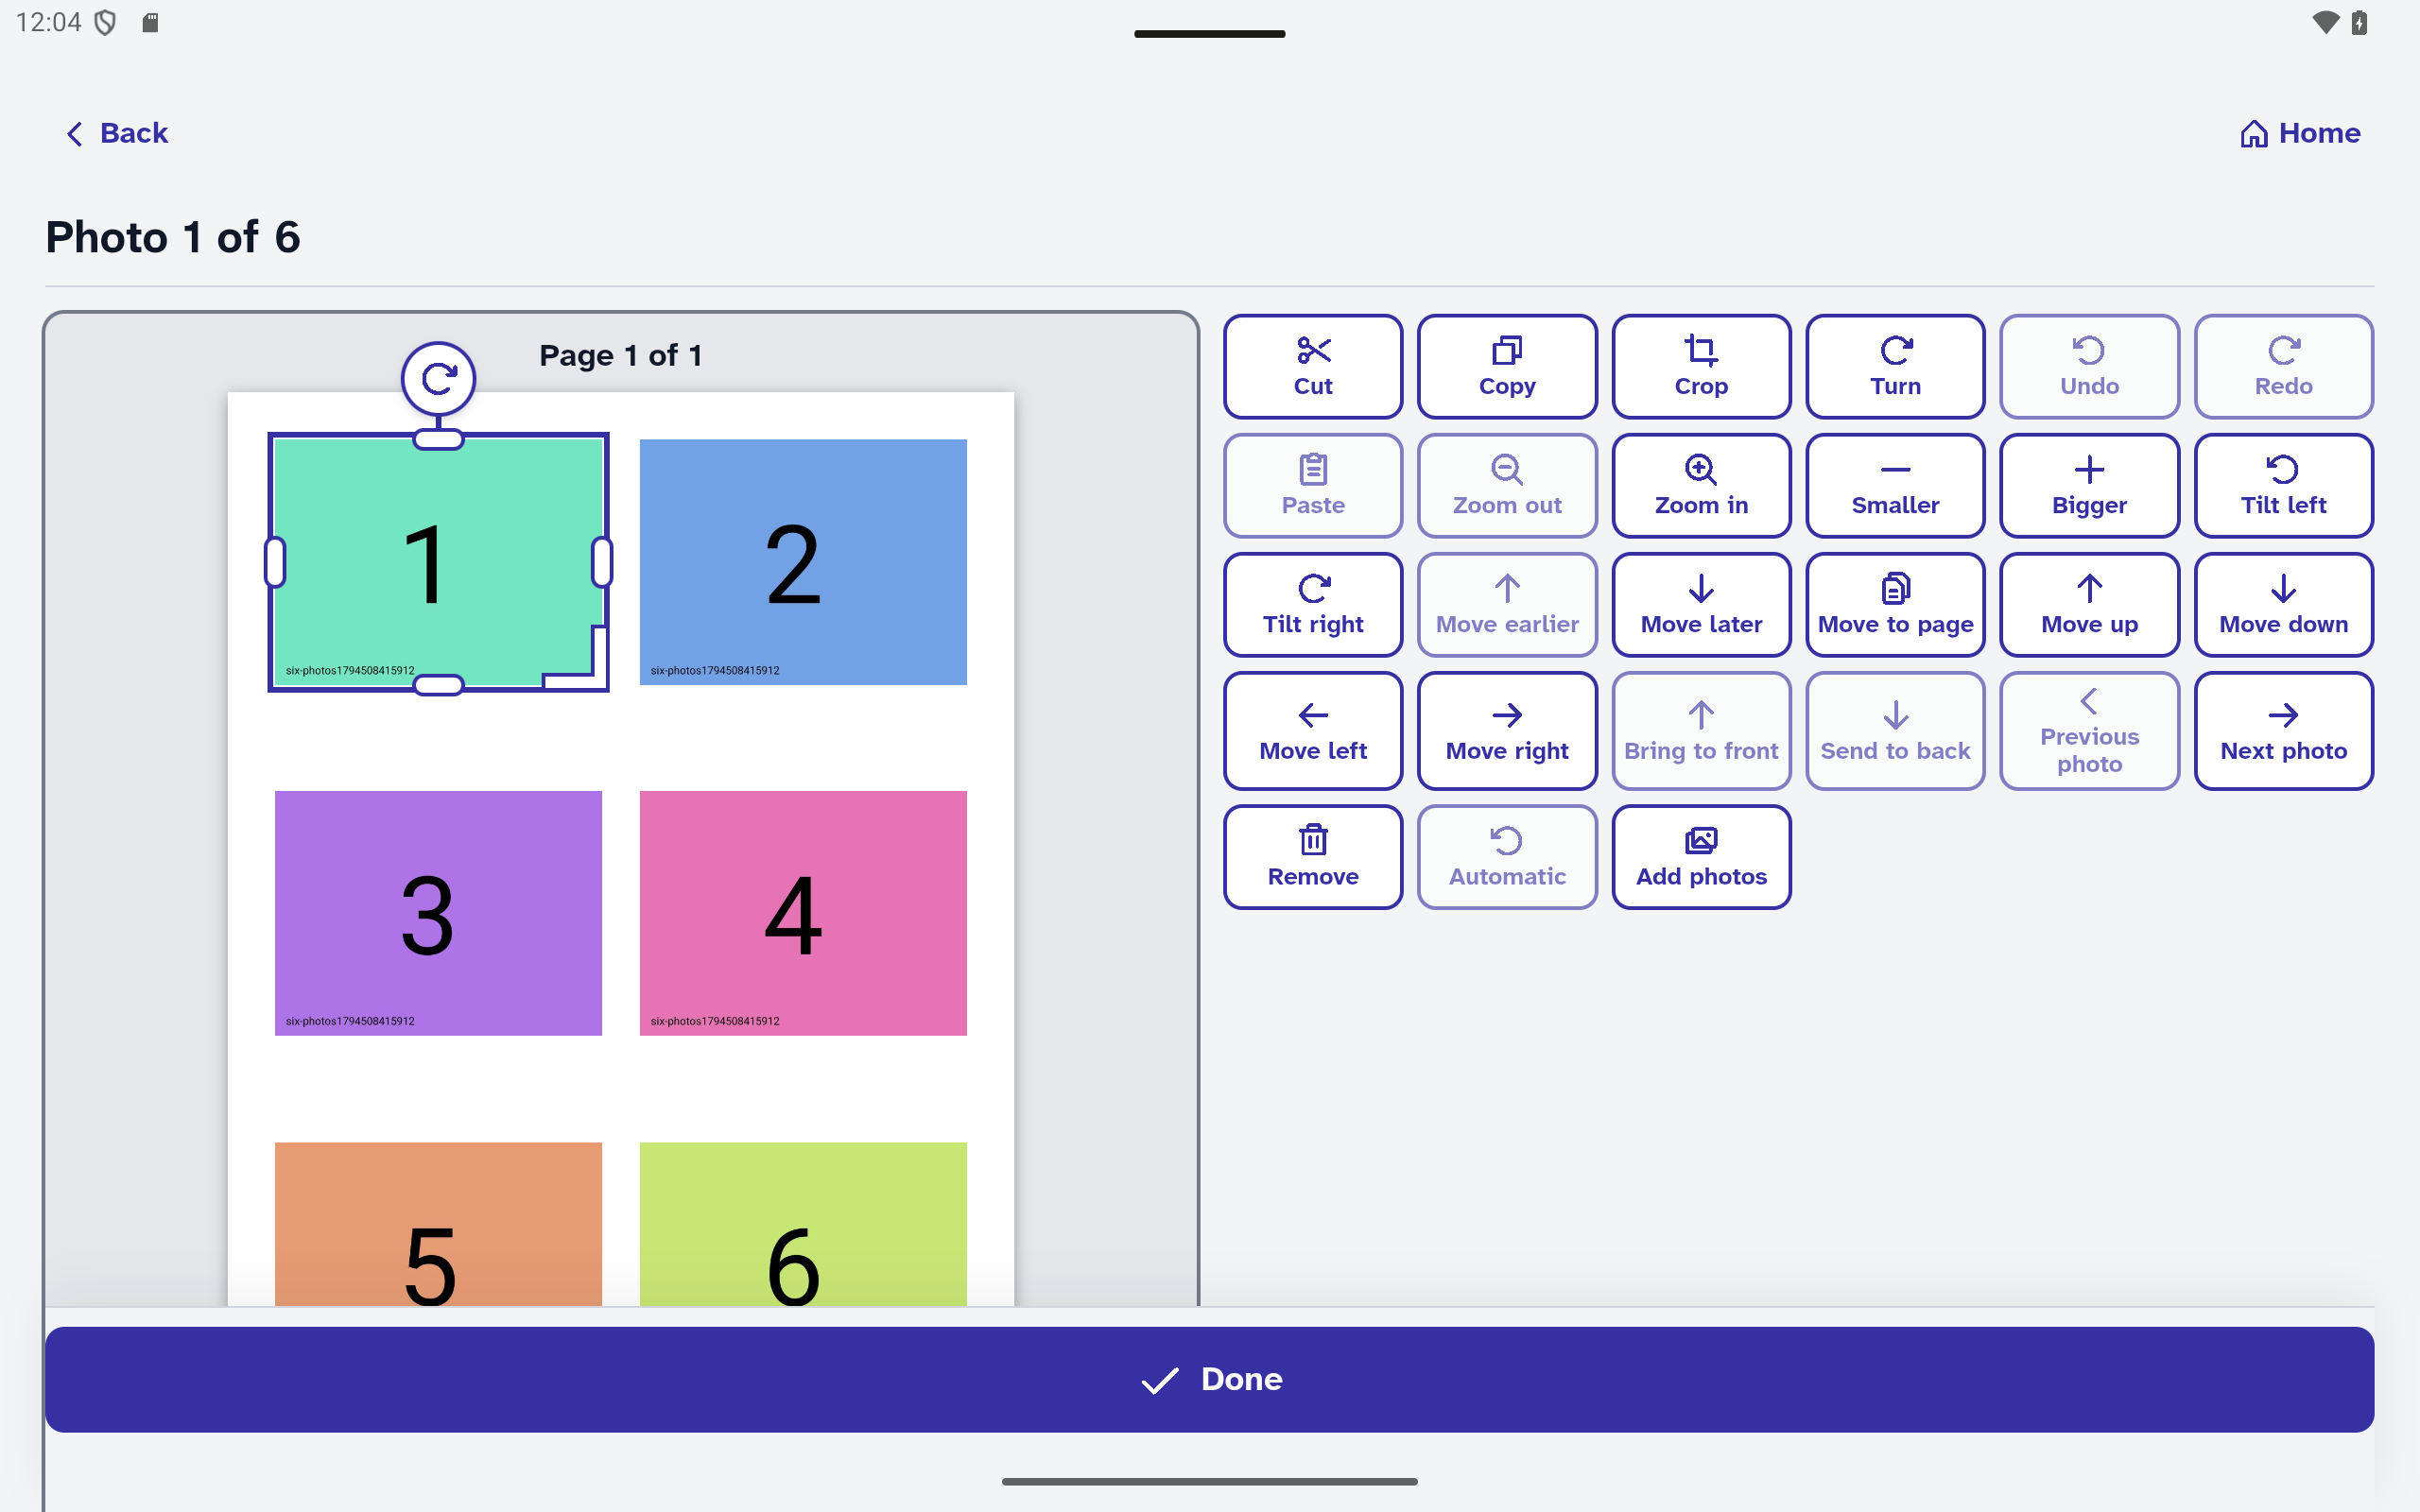 12:04
Back
Home
Photo 1 of 6
Page 1 of 1
1
six-photos1794508415912
2
six-photos1794508415912
3
six-photos1794508415912
4
six-photos1794508415912
5
6
Cut
Copy
Crop
Turn
Undo
Redo
Paste
Zoom out
Zoom in
Smaller
Bigger
Tilt left
Tilt right
Move earlier
Move later
Move to page
Move up
Move down
Move left
Move right
Bring to front
Send to back
Previous
photo
Next photo
Remove
Automatic
Add photos
Done